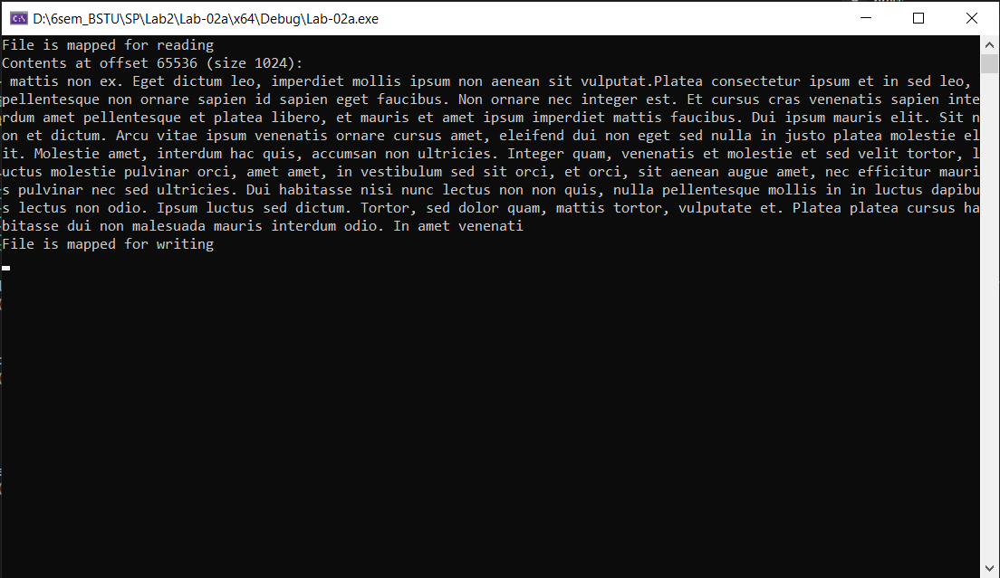 D:\6sem_BSTU\SP\Lab2\Lab-02a\x64\Debug\Lab-02a.exe
File is mapped for reading
Contents at offset 65536 (size 1024):
 mattis non ex. Eget dictum leo, imperdiet mollis ipsum non aenean sit vulputat.Platea consectetur ipsum et in sed leo,
pellentesque non ornare sapien id sapien eget faucibus. Non ornare nec integer est. Et cursus cras venenatis sapien inte
rdum amet pellentesque et platea libero, et mauris et amet ipsum imperdiet mattis faucibus. Dui ipsum mauris elit. Sit n
on et dictum. Arcu vitae ipsum venenatis ornare cursus amet, eleifend dui non eget sed nulla in justo platea molestie el
it. Molestie amet, interdum hac quis, accumsan non ultricies. Integer quam, venenatis et molestie et sed velit tortor, l
uctus molestie pulvinar orci, amet amet, in vestibulum sed sit orci, et orci, sit aenean augue amet, nec efficitur mauri
s pulvinar nec sed ultricies. Dui habitasse nisi nunc lectus non non quis, nulla pellentesque mollis in in luctus dapibu
s lectus non odio. Ipsum luctus sed dictum. Tortor, sed dolor quam, mattis tortor, vulputate et. Platea platea cursus ha
bitasse dui non malesuada mauris interdum odio. In amet venenati
File is mapped for writing